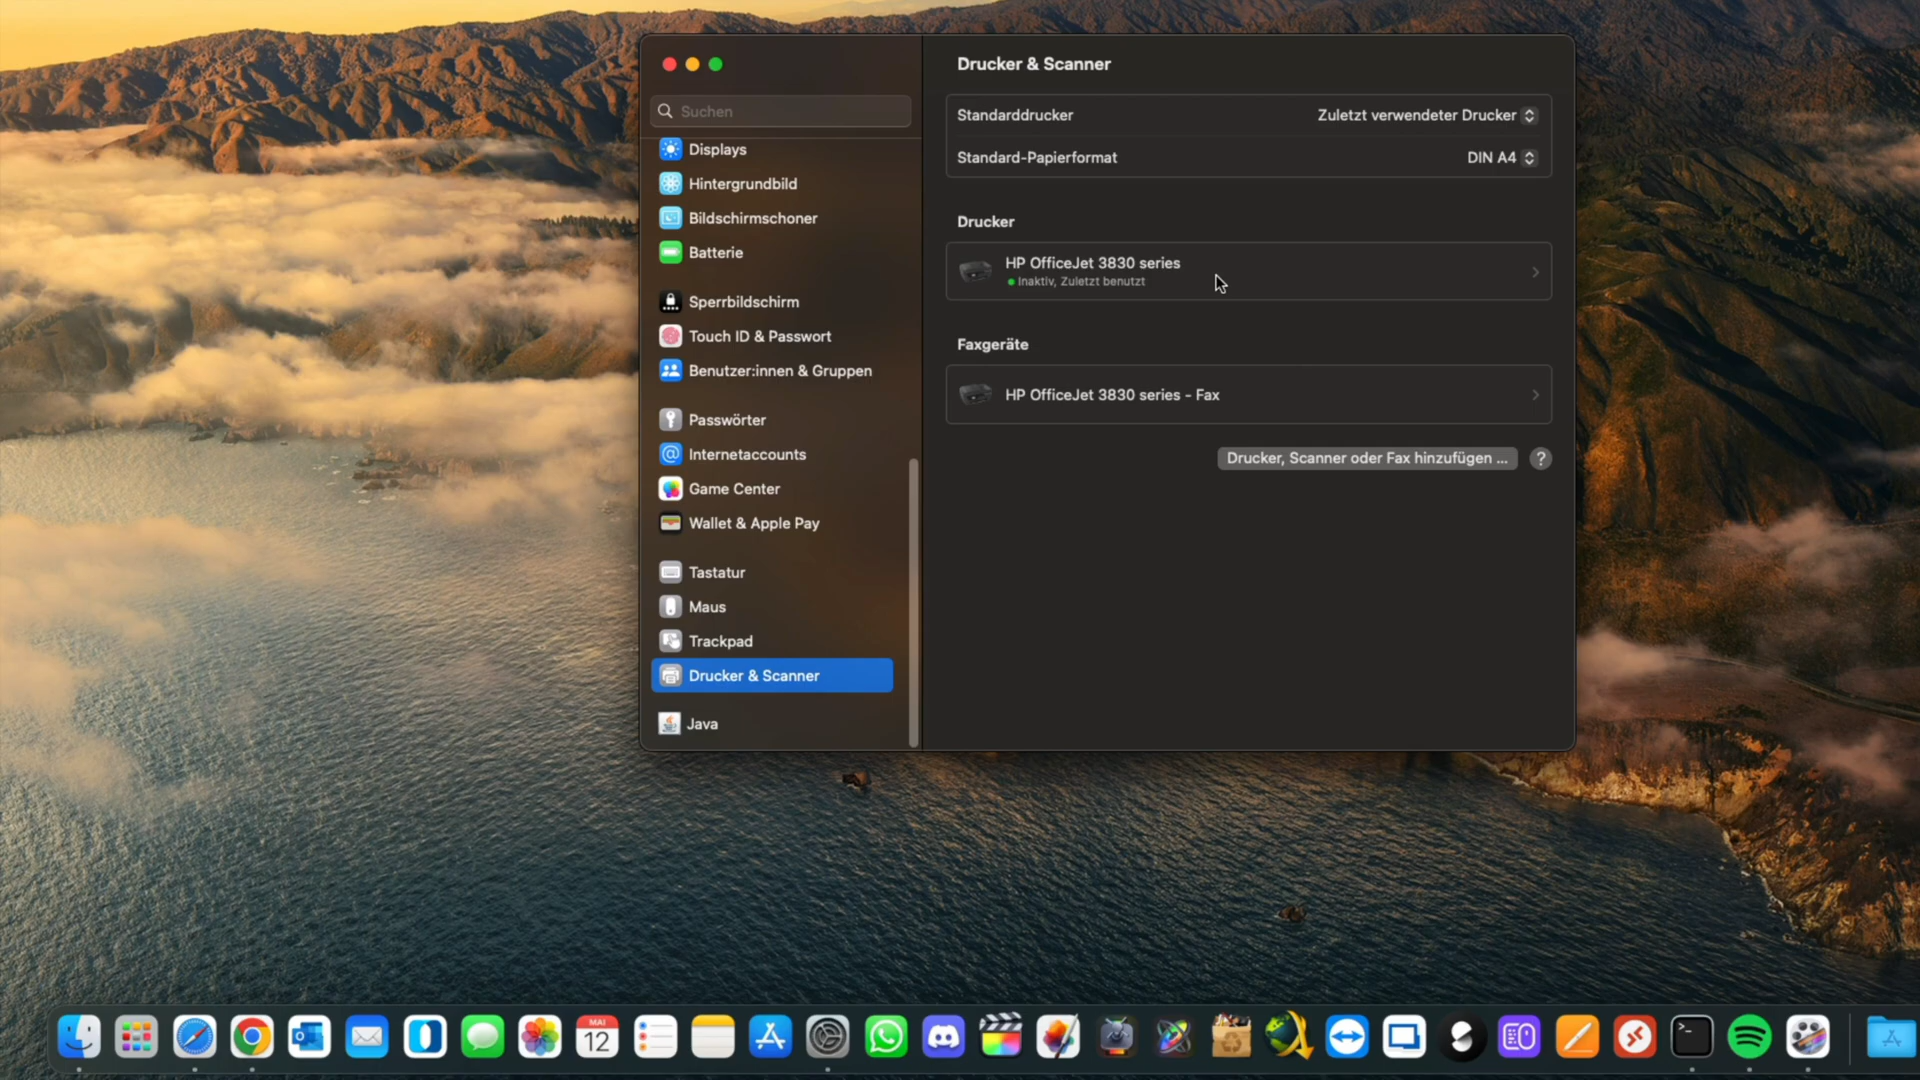 Suchen
Displays
Hintergrundbild
Bildschirmschoner
Batterie
Sperrbildschirm
Touch ID & Passwort
Benutzer:innen & Gruppen
Passwörter
Internetaccounts
Game Center
Wallet & Apple Pay
Tastatur
Maus
Trackpad
Drucker & Scanner
Java
Drucker & Scanner
Standarddrucker
Zuletzt verwendeter Drucker
Standard-Papierformat
DIN A4
Drucker
HP OfficeJet 3830 series
Inaktiv, Zuletzt benutzt
Faxgeräte
HP OfficeJet 3830 series - Fax
Drucker, Scanner oder Fax hinzufügen ...
?
MAI
12